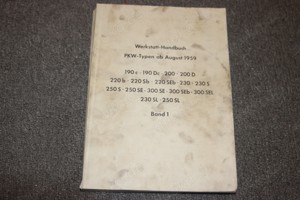 Werkstatt-Handbuch
PKW-Typen ab August 1959
190 c · 190 Dc · 200 · 200 D
220 b · 220 Sb · 220 SEb · 230 · 230 S
250 S · 250 SE · 300 SE · 300 SEb · 300 SEL
230 SL · 250 SL
Band 1